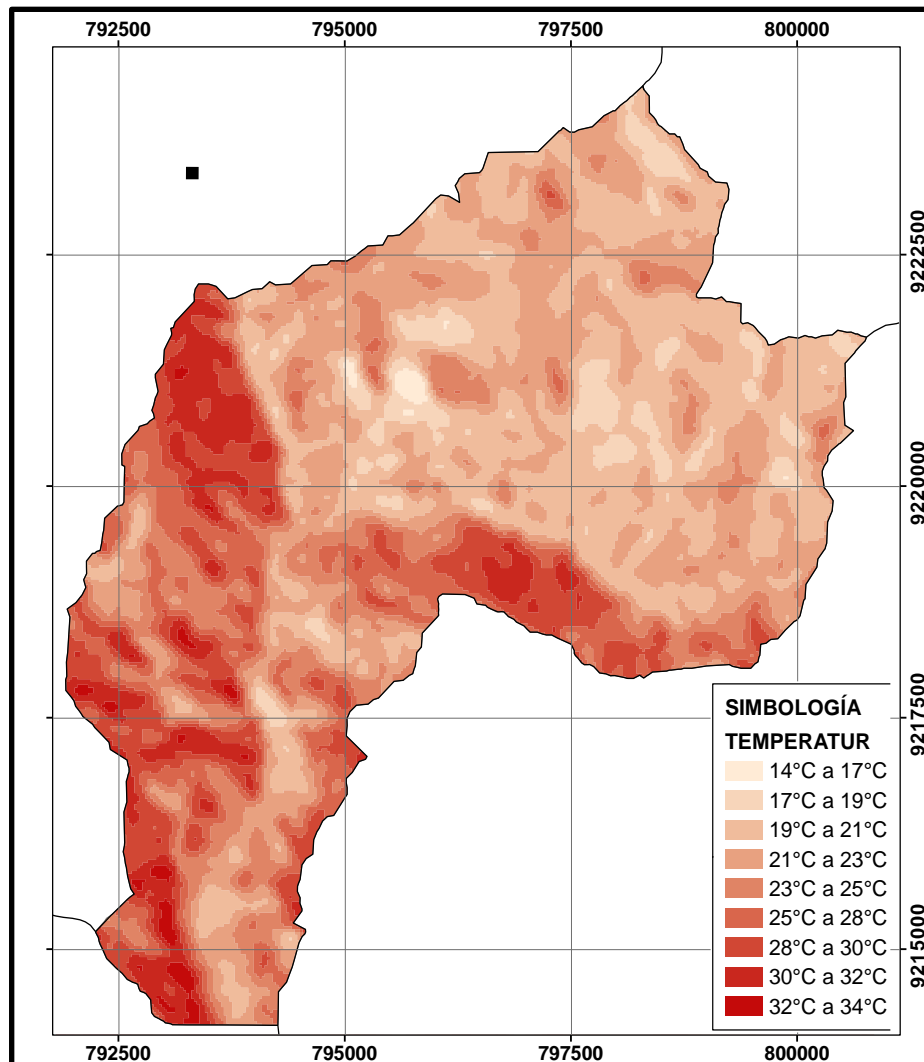 792500 795000 797500 800000
9222500
9220000
9217500
9215000
SIMBOLOGÍA
TEMPERATUR
14°C a 17°C
17°C a 19°C
19°C a 21°C
21°C a 23°C
23°C a 25°C
25°C a 28°C
28°C a 30°C
30°C a 32°C
32°C a 34°C
792500 795000 797500 800000